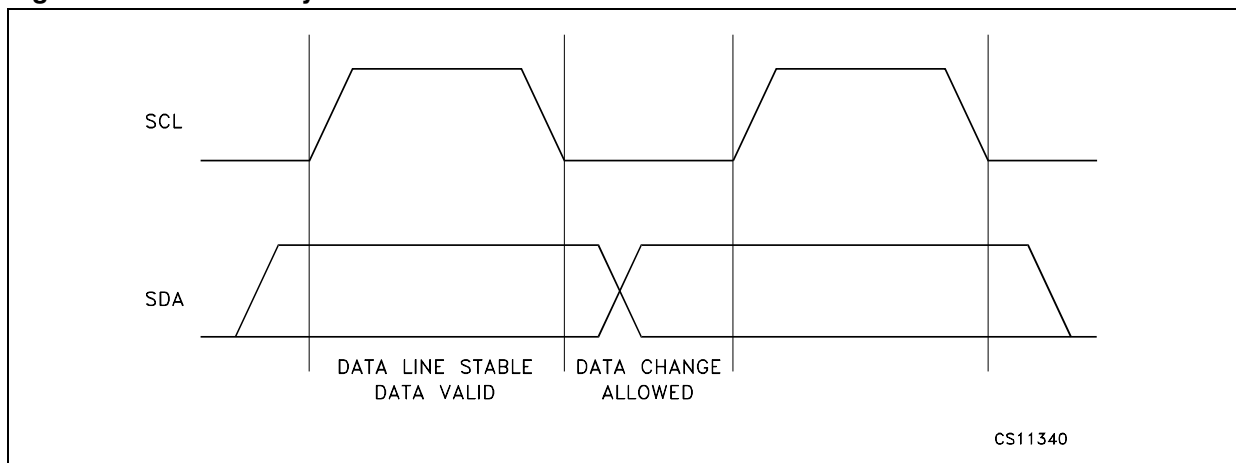 SCL
SDA
DATA LINE STABLE
DATA VALID
DATA CHANGE
ALLOWED
CS11340